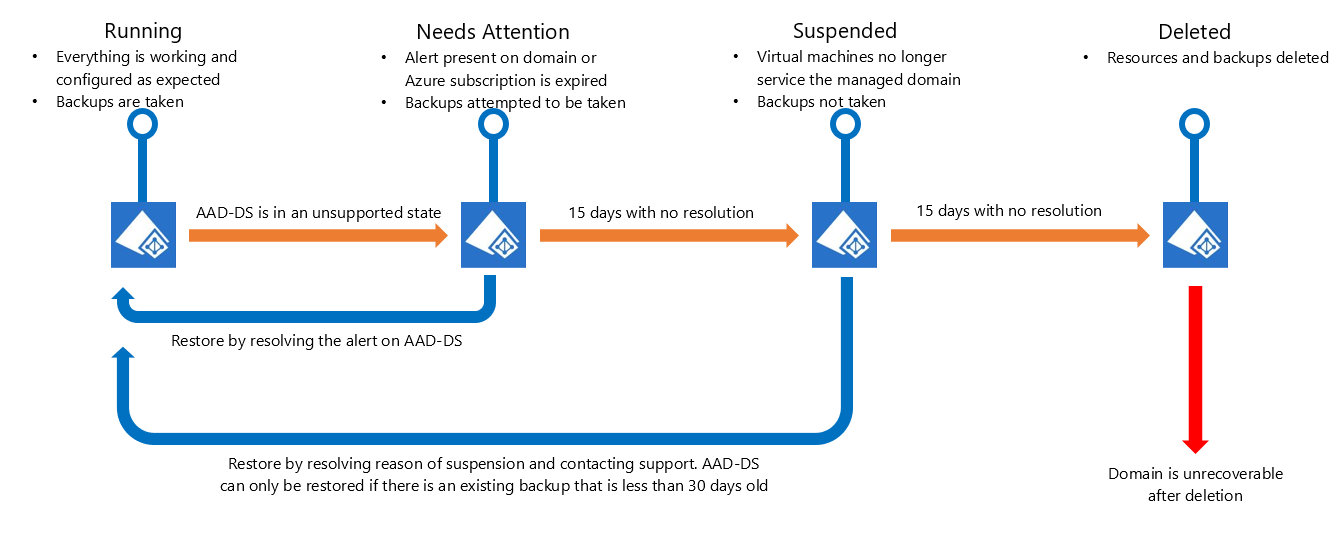 Running
• Everything is working and
configured as expected
• Backups are taken
Needs Attention
• Alert present on domain or
Azure subscription is expired
• Backups attempted to be taken
Suspended
• Virtual machines no longer
service the managed domain
• Backups not taken
Deleted
• Resources and backups deleted
AAD-DS is in an unsupported state
15 days with no resolution
15 days with no resolution
Restore by resolving the alert on AAD-DS
Restore by resolving reason of suspension and contacting support. AAD-DS
can only be restored if there is an existing backup that is less than 30 days old
Domain is unrecoverable
after deletion